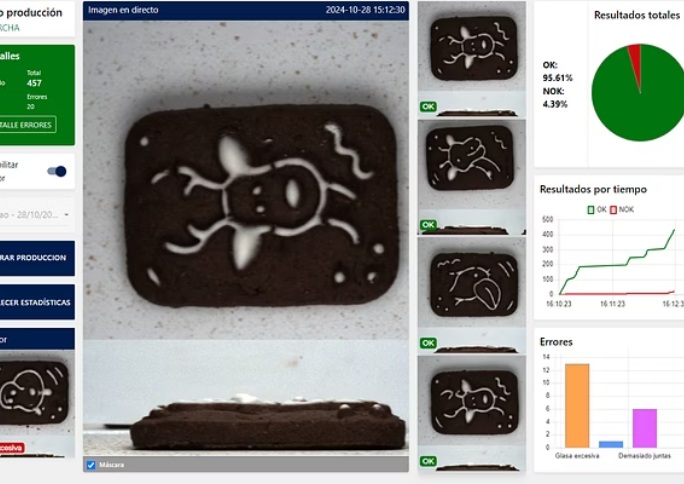 o producción
RCHA
alles
Total
457
Errores
20
TALLE ERRORES
ao - 28/10/20...
RAR PRODUCCION
ECER ESTADÍSTICAS
or
cesiva
Imagen en directo 2024-10-28 15:12:30
Máscara
OK
OK
OK
OK
Resultados totales
OK:
95.61%
NOK:
4.39%
Resultados por tiempo
OK NOK
500
400
300
200
100
0
16:10:23 16:11:23 16:12:3
Errores
14
12
10
8
6
4
2
0
Glasa excesiva Demasiado juntas